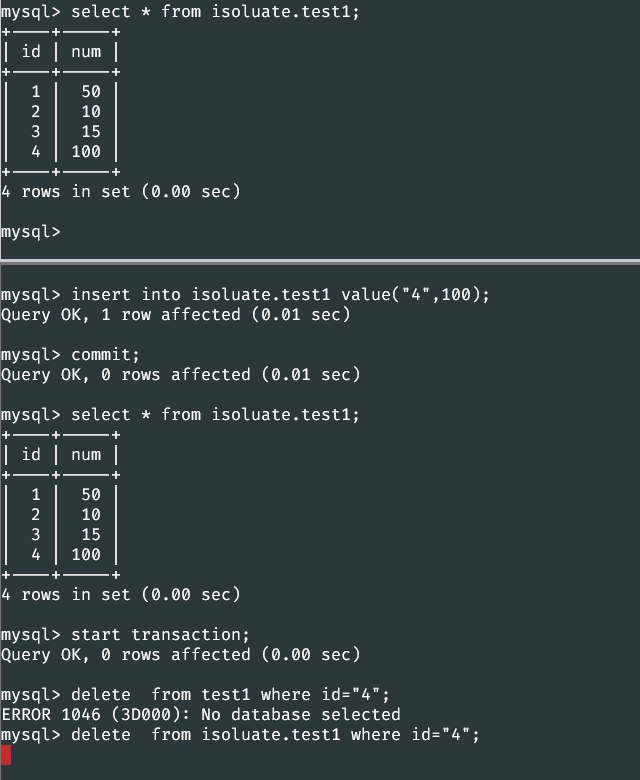 mysql> select * from isoluate.test1;
+----+-----+
| id | num |
+----+-----+
| 1 | 50 |
| 2 | 10 |
| 3 | 15 |
| 4 | 100 |
+----+-----+
4 rows in set (0.00 sec)
mysql>
mysql> insert into isoluate.test1 value("4",100);
Query OK, 1 row affected (0.01 sec)
mysql> commit;
Query OK, 0 rows affected (0.01 sec)
mysql> select * from isoluate.test1;
+----+-----+
| id | num |
+----+-----+
| 1 | 50 |
| 2 | 10 |
| 3 | 15 |
| 4 | 100 |
+----+-----+
4 rows in set (0.00 sec)
mysql> start transaction;
Query OK, 0 rows affected (0.00 sec)
mysql> delete  from test1 where id="4";
ERROR 1046 (3D000): No database selected
mysql> delete  from isoluate.test1 where id="4";